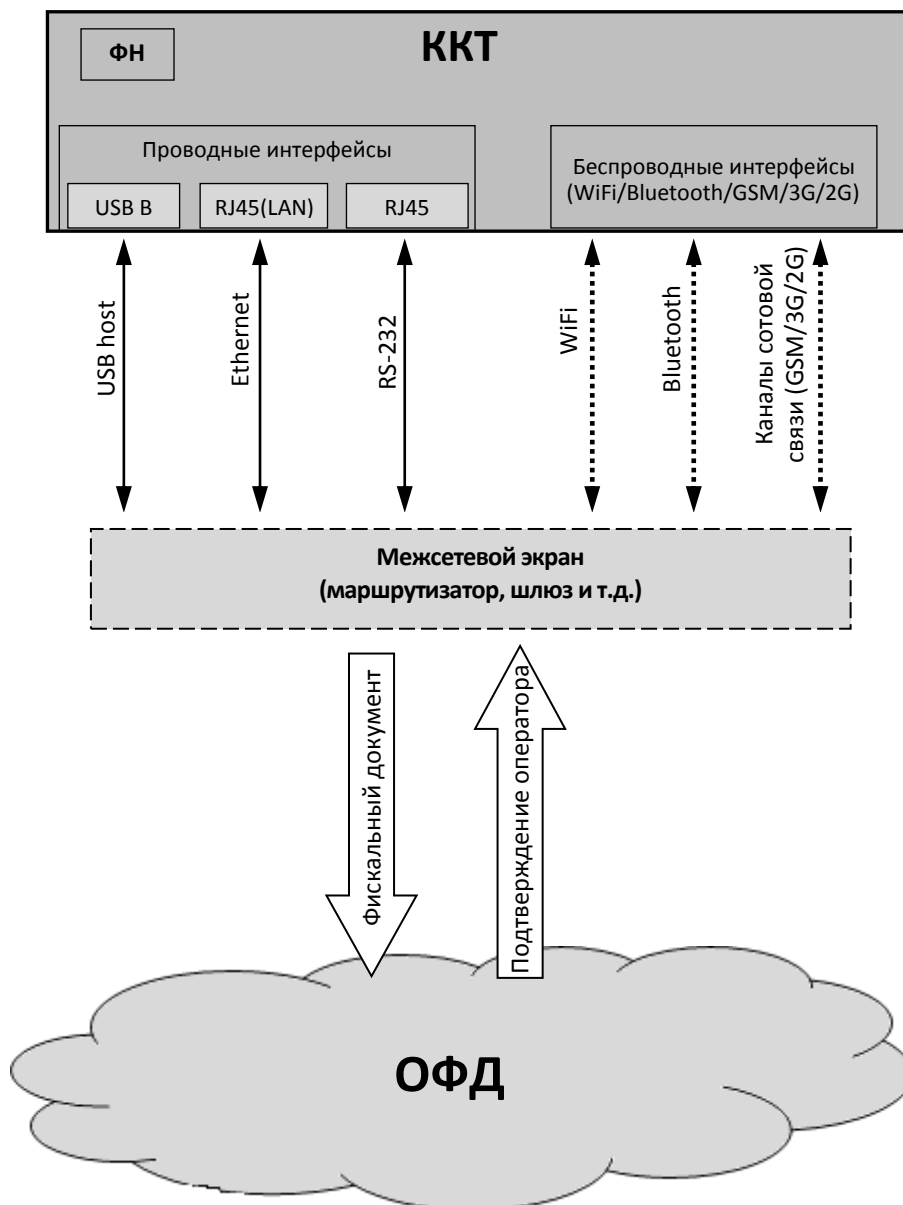 ФН
ККТ
Проводные интерфейсы
Беспроводные интерфейсы
(WiFi/Bluetooth/GSM/3G/2G)
USB B
RJ45(LAN)
RJ45
USB host
Ethernet
RS-232
WiFi
Bluetooth
Каналы сотовой
связи (GSM/3G/2G)
Межсетевой экран
(маршрутизатор, шлюз и т.д.)
Фискальный документ
Подтверждение оператора
ОФД